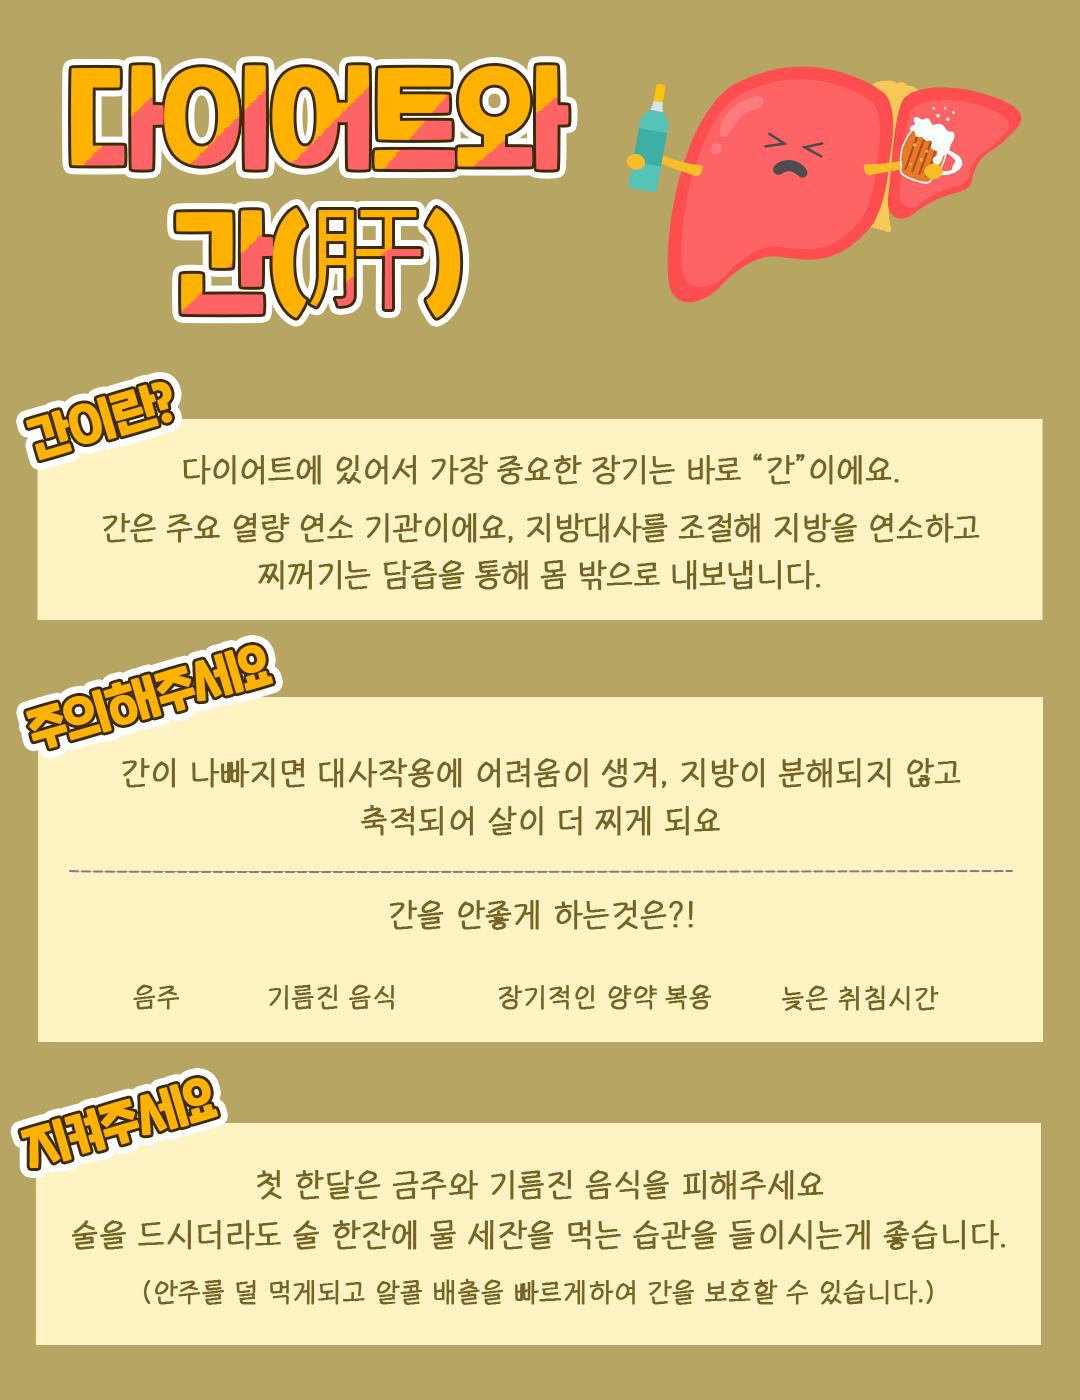 다이어트와
간(肝)
간이란?
다이어트에 있어서 가장 중요한 장기는 바로 “간”이에요.
간은 주요 열량 연소 기관이에요, 지방대사를 조절해 지방을 연소하고
찌꺼기는 담즙을 통해 몸 밖으로 내보냅니다.
주의해주세요
간이 나빠지면 대사작용에 어려움이 생겨, 지방이 분해되지 않고
축적되어 살이 더 찌게 되요
간을 안좋게 하는것은?!
음주 기름진 음식 장기적인 양약 복용 늦은 취침시간
지켜주세요
첫 한달은 금주와 기름진 음식을 피해주세요
술을 드시더라도 술 한잔에 물 세잔을 먹는 습관을 들이시는게 좋습니다.
(안주를 덜 먹게되고 알콜 배출을 빠르게하여 간을 보호할 수 있습니다.)